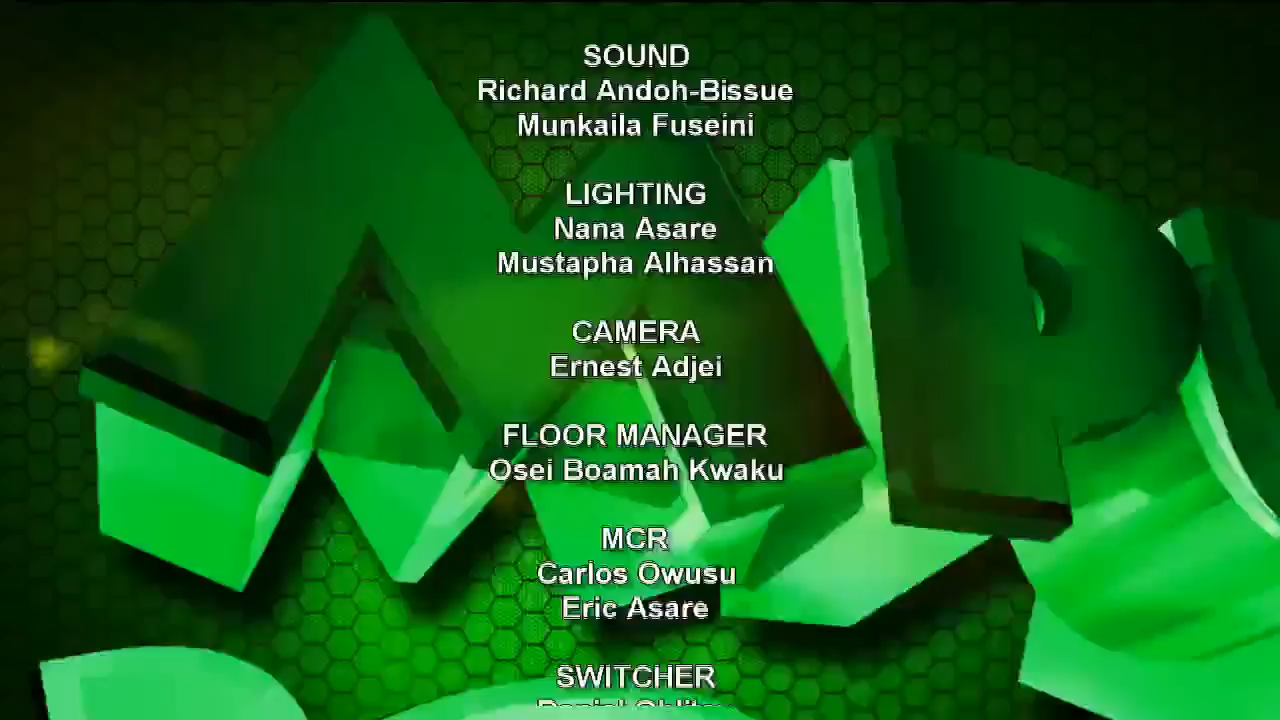 SOUND
Richard Andoh-Bissue
Munkaila Fuseini
LIGHTING
Nana Asare
Mustapha Alhassan
CAMERA
Ernest Adjei
FLOOR MANAGER
Osei Boamah Kwaku
MCR
Carlos Owusu
Eric Asare
SWITCHER